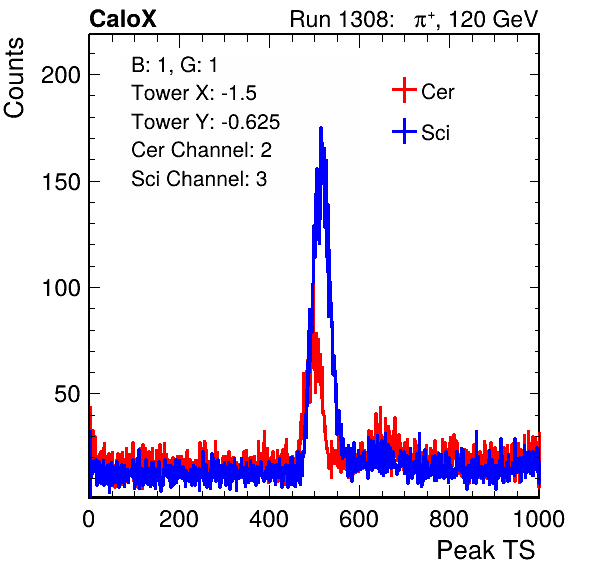 CaloX Run 1308: π⁺, 120 GeV
B: 1, G: 1
Tower X: -1.5
Tower Y: -0.625
Cer Channel: 2
Sci Channel: 3
Cer
Sci
Counts
200
150
100
50
0 200 400 600 800 1000
Peak TS